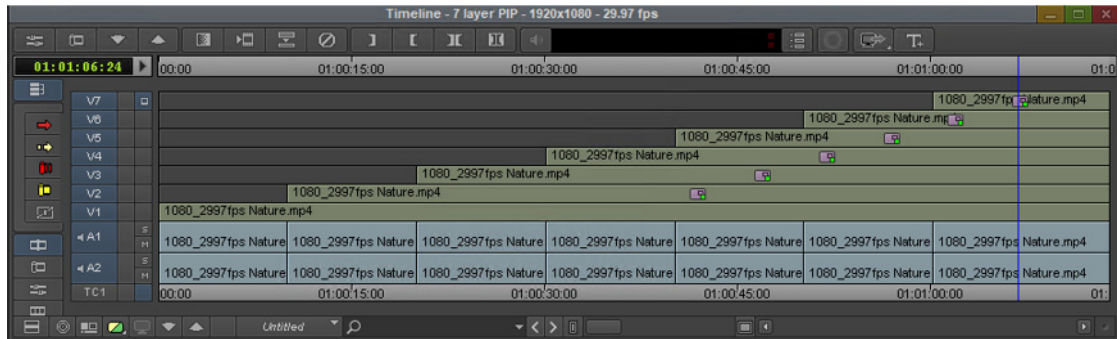 Timeline - 7 layer PIP - 1920x1080 - 29.97 fps
01:01:06:24 00:00 01:00:15:00 01:00:30:00 01:00:45:00 01:01:00:00 01:0
V7 1080_2997fp Nature.mp4
V6 1080_2997fps Nature.mp
V5 1080_2997fps Nature.mp4
V4 1080_2997fps Nature.mp4
V3 1080_2997fps Nature.mp4
V2 1080_2997fps Nature.mp4
V1 1080_2997fps Nature.mp4
A1 S M 1080_2997fps Nature 1080_2997fps Nature 1080_2997fps Nature 1080_2997fps Nature 1080_2997fps Nature 1080_2997fps Nature 1080_2997fps Nature.mp4
A2 S M 1080_2997fps Nature 1080_2997fps Nature 1080_2997fps Nature 1080_2997fps Nature 1080_2997fps Nature 1080_2997fps Nature 1080_2997fps Nature.mp4
TC1 00:00 01:00:15:00 01:00:30:00 01:00:45:00 01:01:00:00 01:
Untitled